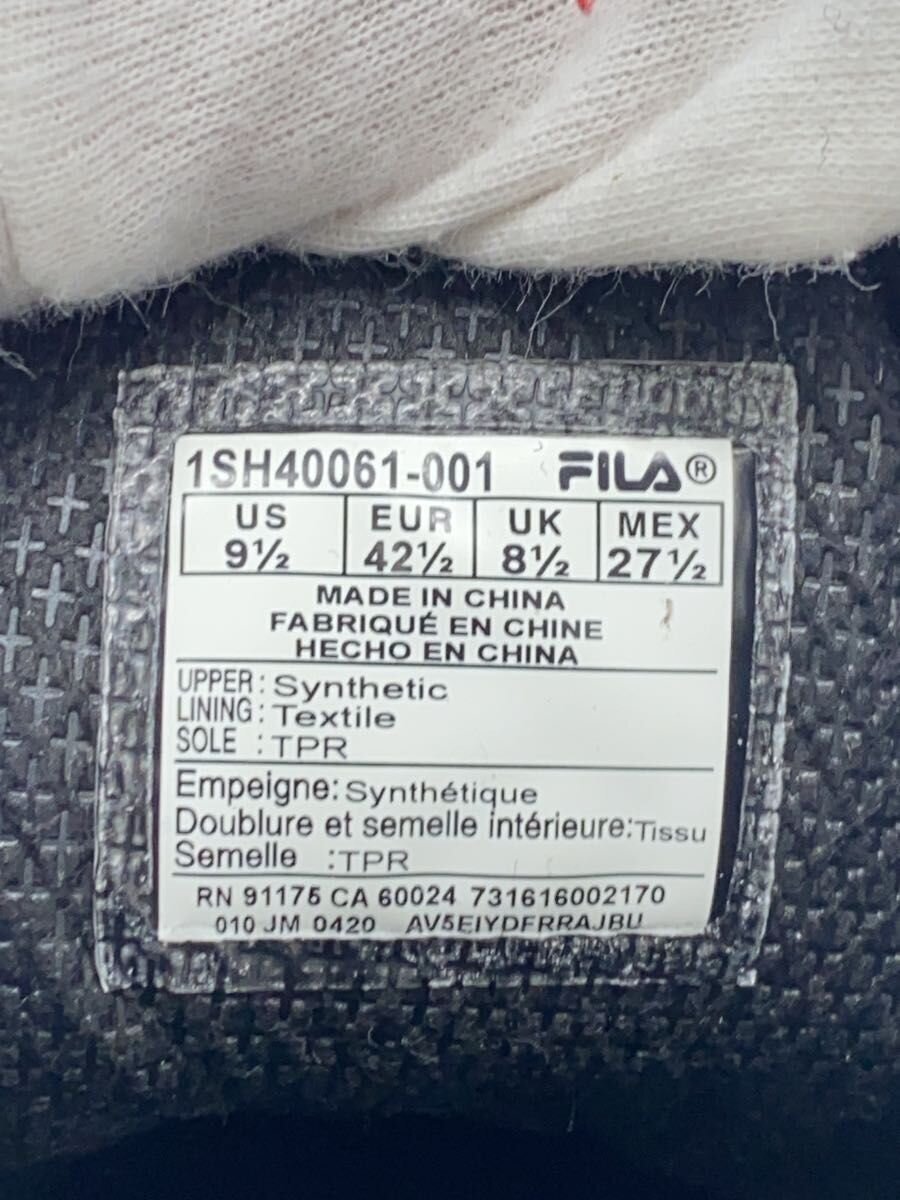 1SH40061-001 FILA®
US EUR UK MEX
9½ 42½ 8½ 27½
MADE IN CHINA
FABRIQUÉ EN CHINE
HECHO EN CHINA
UPPER: Synthetic
LINING: Textile
SOLE : TPR
Empeigne: Synthétique
Doublure et semelle intérieure: Tissu
Semelle : TPR
RN 91175 CA 60024 731616002170
010 JM 0420 AV5EIYDFRRAJBU